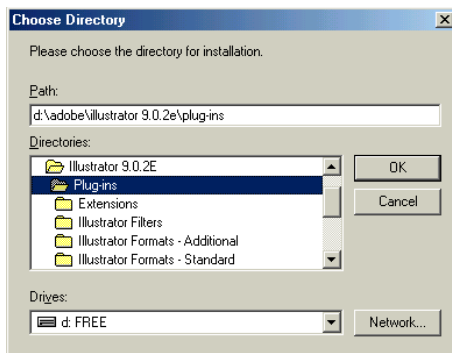 Choose Directory
Please choose the directory for installation.
Path:
d:\adobe\illustrator 9.0.2e\plug-ins
Directories:
Illustrator 9.0.2E
Plug-ins
Extensions
Illustrator Filters
Illustrator Formats - Additional
Illustrator Formats - Standard
OK
Cancel
Drives:
d: FREE
Network...